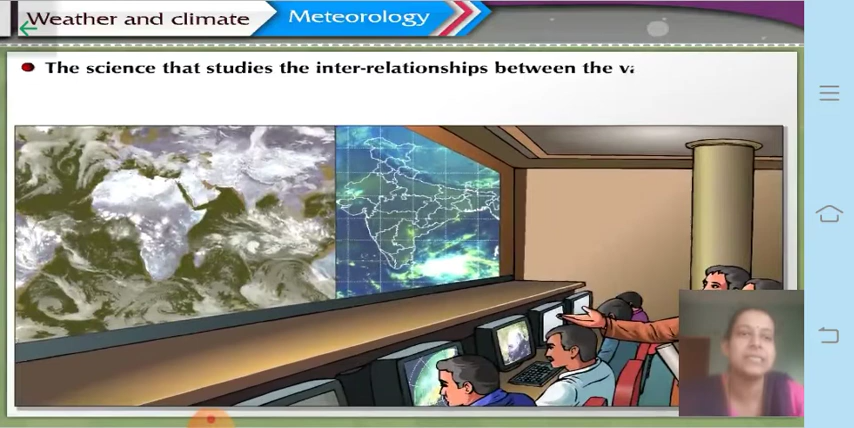 Weather and climate
Meteorology
The science that studies the inter-relationships between the